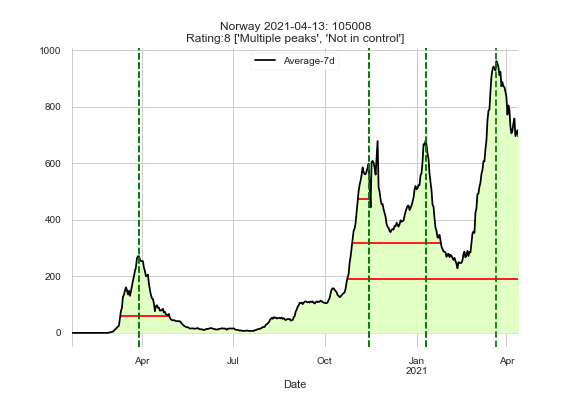 Norway 2021-04-13: 105008
Rating:8 ['Multiple peaks', 'Not in control']
Average-7d
1000
800
600
400
200
0
Apr
Jul
Oct
Jan
2021
Apr
Date